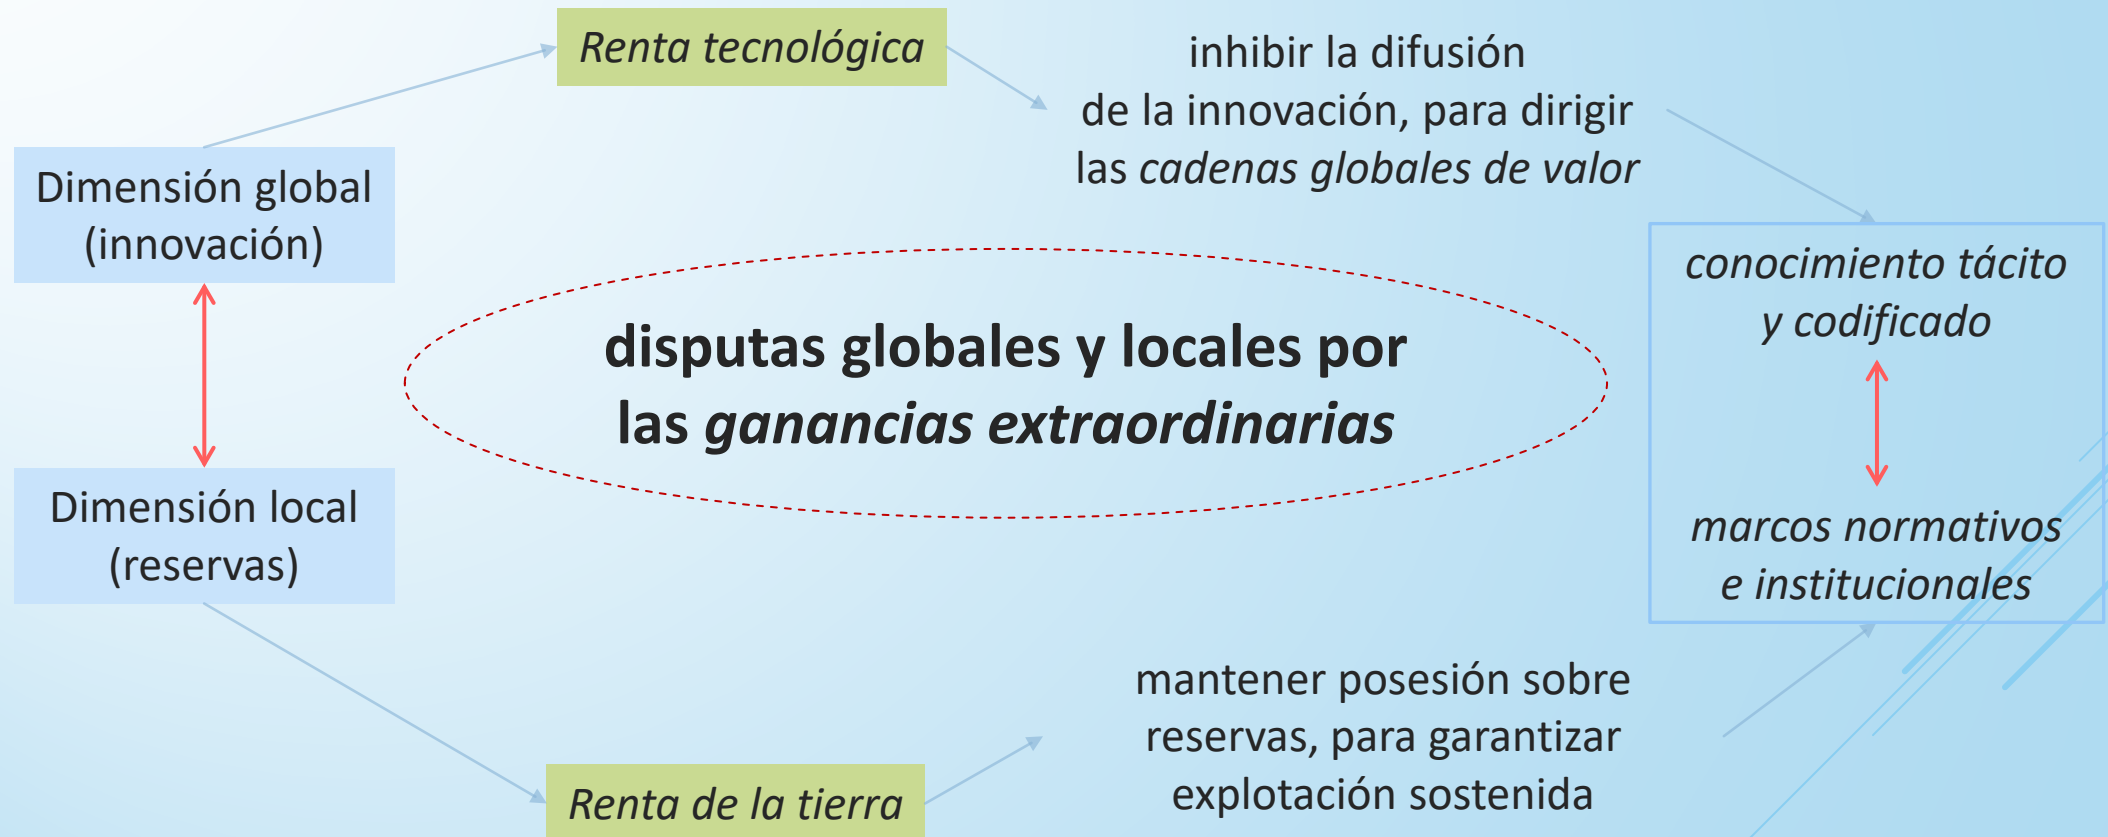 Renta tecnológica
inhibir la difusión
de la innovación, para dirigir
las cadenas globales de valor
Dimensión global
(innovación)
conocimiento tácito
y codificado
disputas globales y locales por
las ganancias extraordinarias
Dimensión local
(reservas)
marcos normativos
e institucionales
mantener posesión sobre
reservas, para garantizar
explotación sostenida
Renta de la tierra